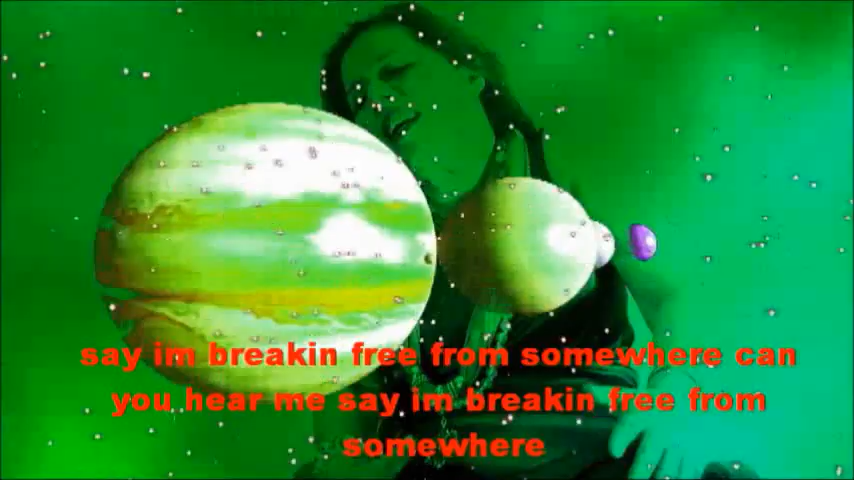 say im breakin free from somewhere can
you hear me say im breakin free from
somewhere